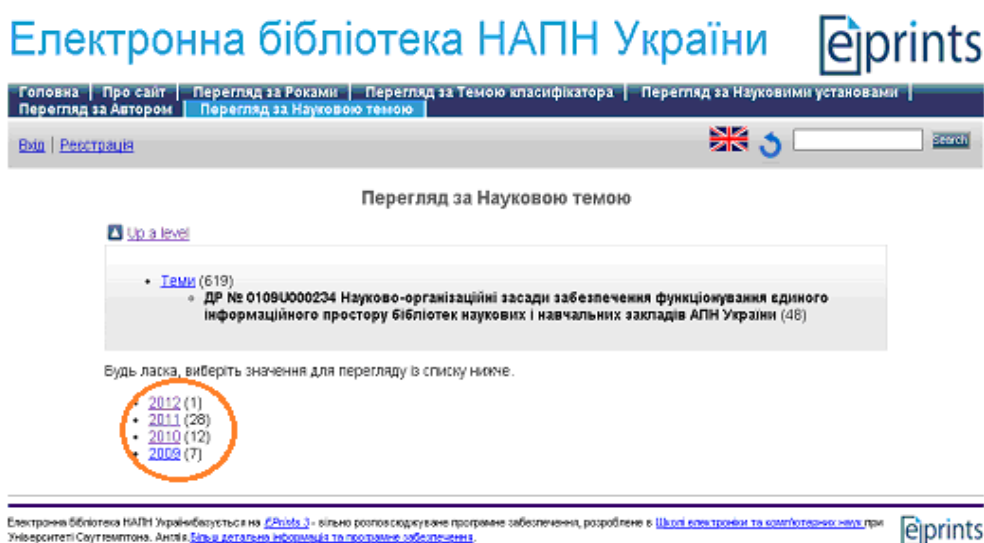 Електронна бібліотека НАПН України
eprints
Головна | Про сайт | Перегляд за Роками | Перегляд за Темою класифікатора | Перегляд за Науковими установами |
Перегляд за Автором | Перегляд за Науковою темою
Вхід | Реєстрація
Search
Перегляд за Науковою темою
Up a level
• Теми (619)
ДР № 0109U000234 Науково-організаційні засади забезпечення функціонування єдиного
інформаційного простору бібліотек наукових і навчальних закладів АПН України (48)
Будь ласка, виберіть значення для перегляду із списку нижче.
• 2012 (1)
• 2011 (28)
• 2010 (12)
• 2009 (7)
Електронна бібліотека НАПН Українибазується на EPrints 3 - вільно розповсюджуване програмне забезпечення, розроблене в Школі електроніки та комп'ютерних наук при
Університеті Саутгемптона. Англія.Більш детальна інформація та програмне забезпечення.
eprints